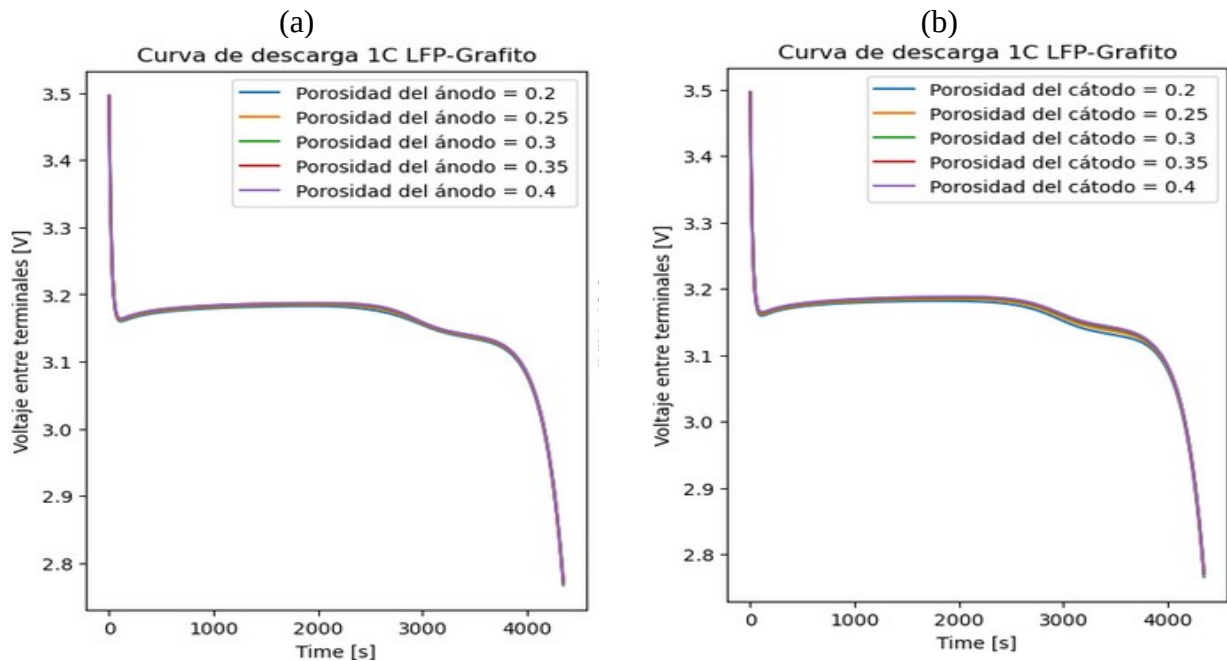 (a)
Curva de descarga 1C LFP-Grafito
Porosidad del ánodo = 0.2
Porosidad del ánodo = 0.25
Porosidad del ánodo = 0.3
Porosidad del ánodo = 0.35
Porosidad del ánodo = 0.4
Voltaje entre terminales [V]
3.5
3.4
3.3
3.2
3.1
3.0
2.9
2.8
0 1000 2000 3000 4000
Time [s]
(b)
Curva de descarga 1C LFP-Grafito
Porosidad del cátodo = 0.2
Porosidad del cátodo = 0.25
Porosidad del cátodo = 0.3
Porosidad del cátodo = 0.35
Porosidad del cátodo = 0.4
Voltaje entre terminales [V]
3.5
3.4
3.3
3.2
3.1
3.0
2.9
2.8
0 1000 2000 3000 4000
Time [s]